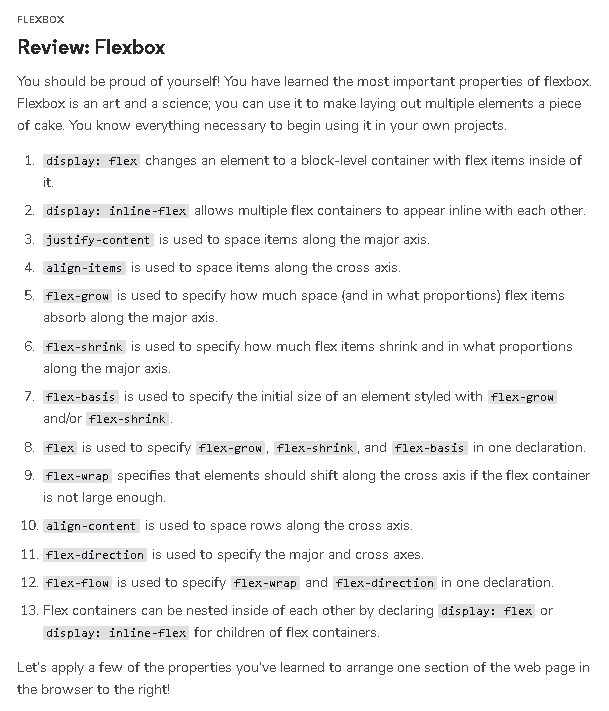 FLEXBOX
Review: Flexbox
You should be proud of yourself! You have learned the most important properties of flexbox.
Flexbox is an art and a science; you can use it to make laying out multiple elements a piece
of cake. You know everything necessary to begin using it in your own projects.
1. display: flex changes an element to a block-level container with flex items inside of
it.
2. display: inline-flex allows multiple flex containers to appear inline with each other.
3. justify-content is used to space items along the major axis.
4. align-items is used to space items along the cross axis.
5. flex-grow is used to specify how much space (and in what proportions) flex items
absorb along the major axis.
6. flex-shrink is used to specify how much flex items shrink and in what proportions
along the major axis.
7. flex-basis is used to specify the initial size of an element styled with flex-grow
and/or flex-shrink.
8. flex is used to specify flex-grow, flex-shrink, and flex-basis in one declaration.
9. flex-wrap specifies that elements should shift along the cross axis if the flex container
is not large enough.
10. align-content is used to space rows along the cross axis.
11. flex-direction is used to specify the major and cross axes.
12. flex-flow is used to specify flex-wrap and flex-direction in one declaration.
13. Flex containers can be nested inside of each other by declaring display: flex or
display: inline-flex for children of flex containers.
Let's apply a few of the properties you've learned to arrange one section of the web page in
the browser to the right!